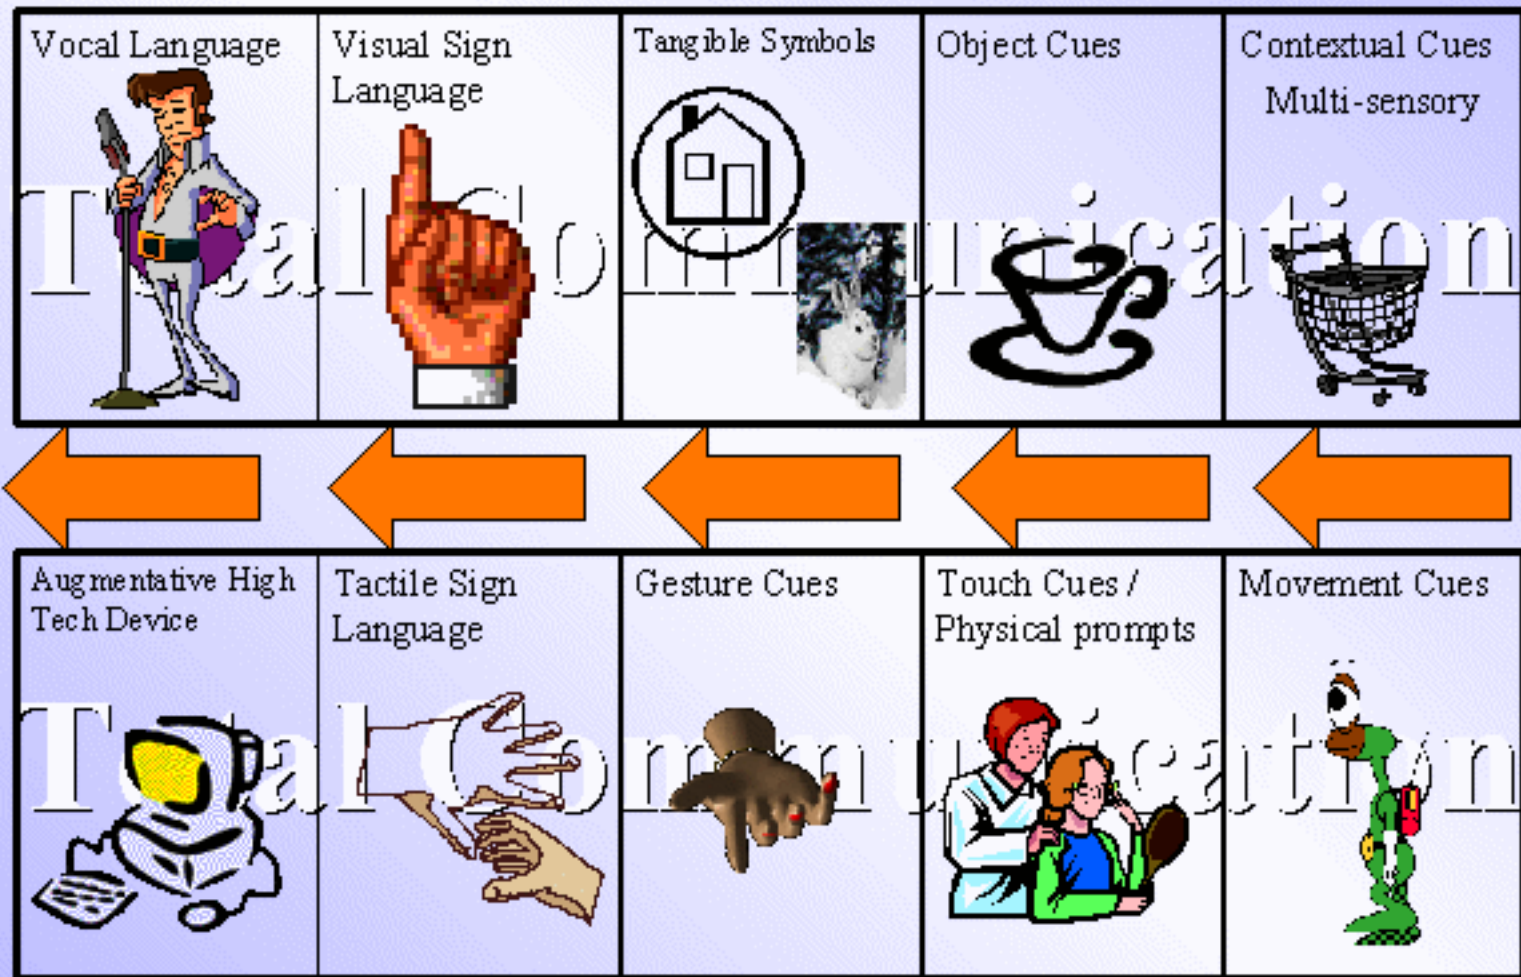 Vocal Language
Visual Sign
Language
Tangible Symbols
Object Cues
Contextual Cues
Multi-sensory
Total Communication
Augmentative High
Tech Device
Tactile Sign
Language
Gesture Cues
Touch Cues /
Physical prompts
Movement Cues
Total Communication